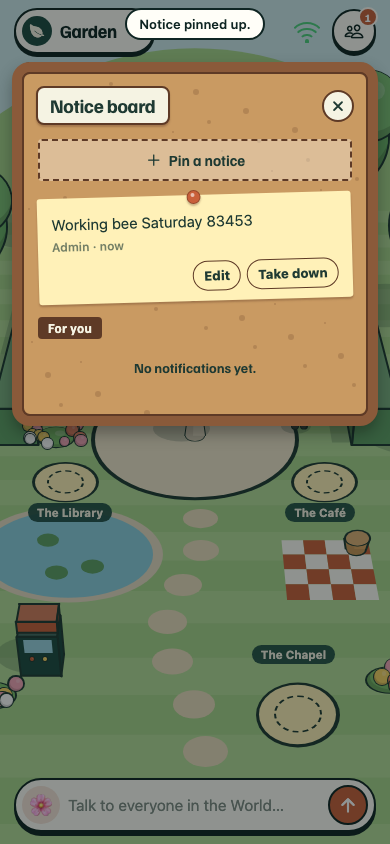 Garden
Notice pinned up.
1
Notice board
Pin a notice
Working bee Saturday 83453
Admin · now
Edit
Take down
For you
No notifications yet.
The Library
The Café
The Chapel
Talk to everyone in the World...